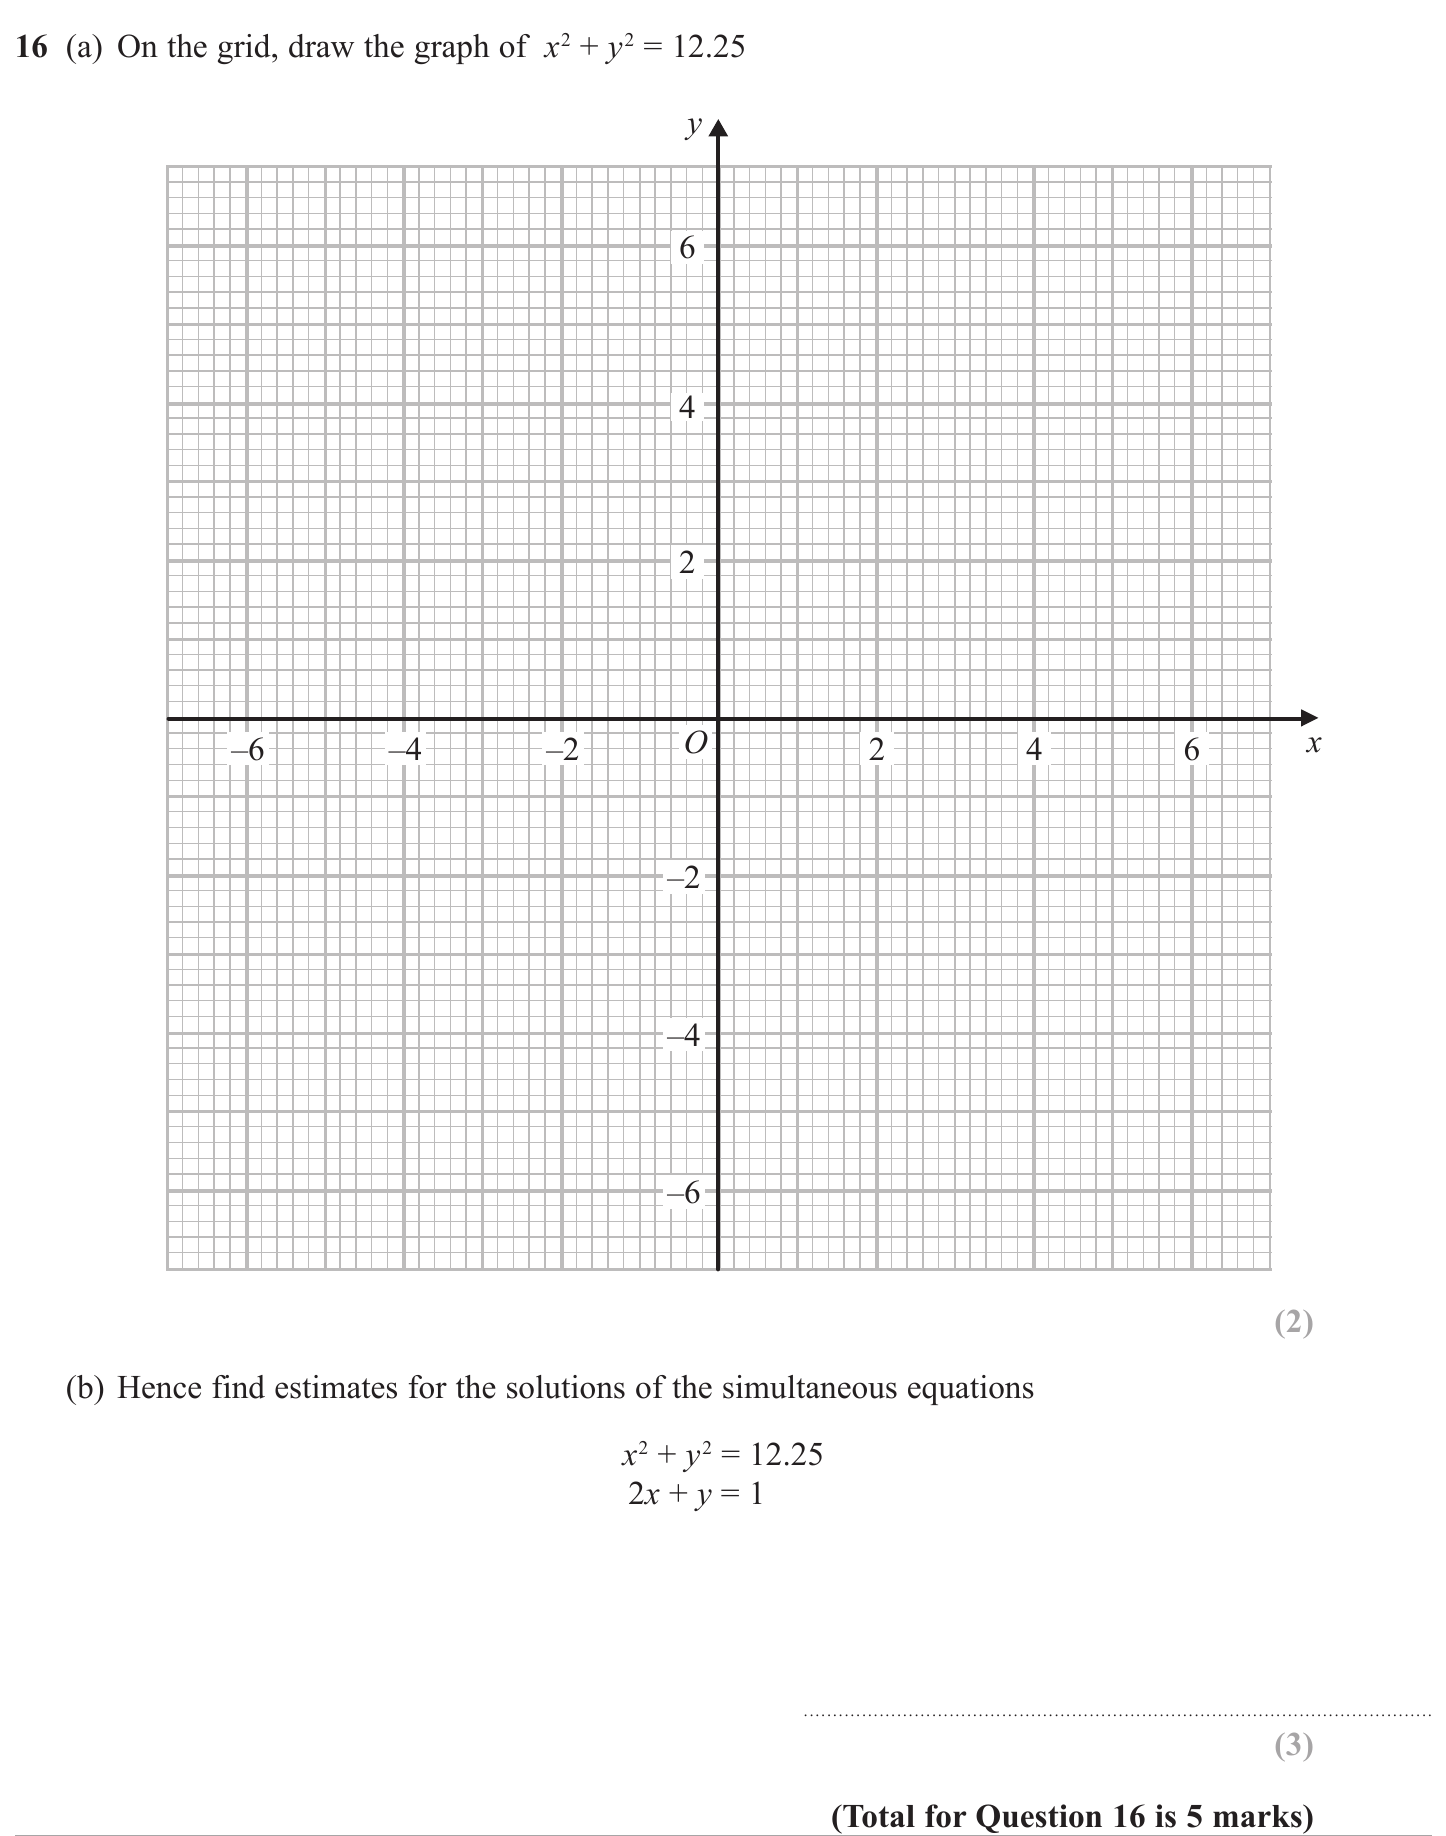 16 (a) On the grid, draw the graph of x² + y² = 12.25
y
6
4
2
–6 –4 –2 O 2 4 6 x
–2
–4
–6
(2)
(b) Hence find estimates for the solutions of the simultaneous equations
x² + y² = 12.25
2x + y = 1
(3)
(Total for Question 16 is 5 marks)